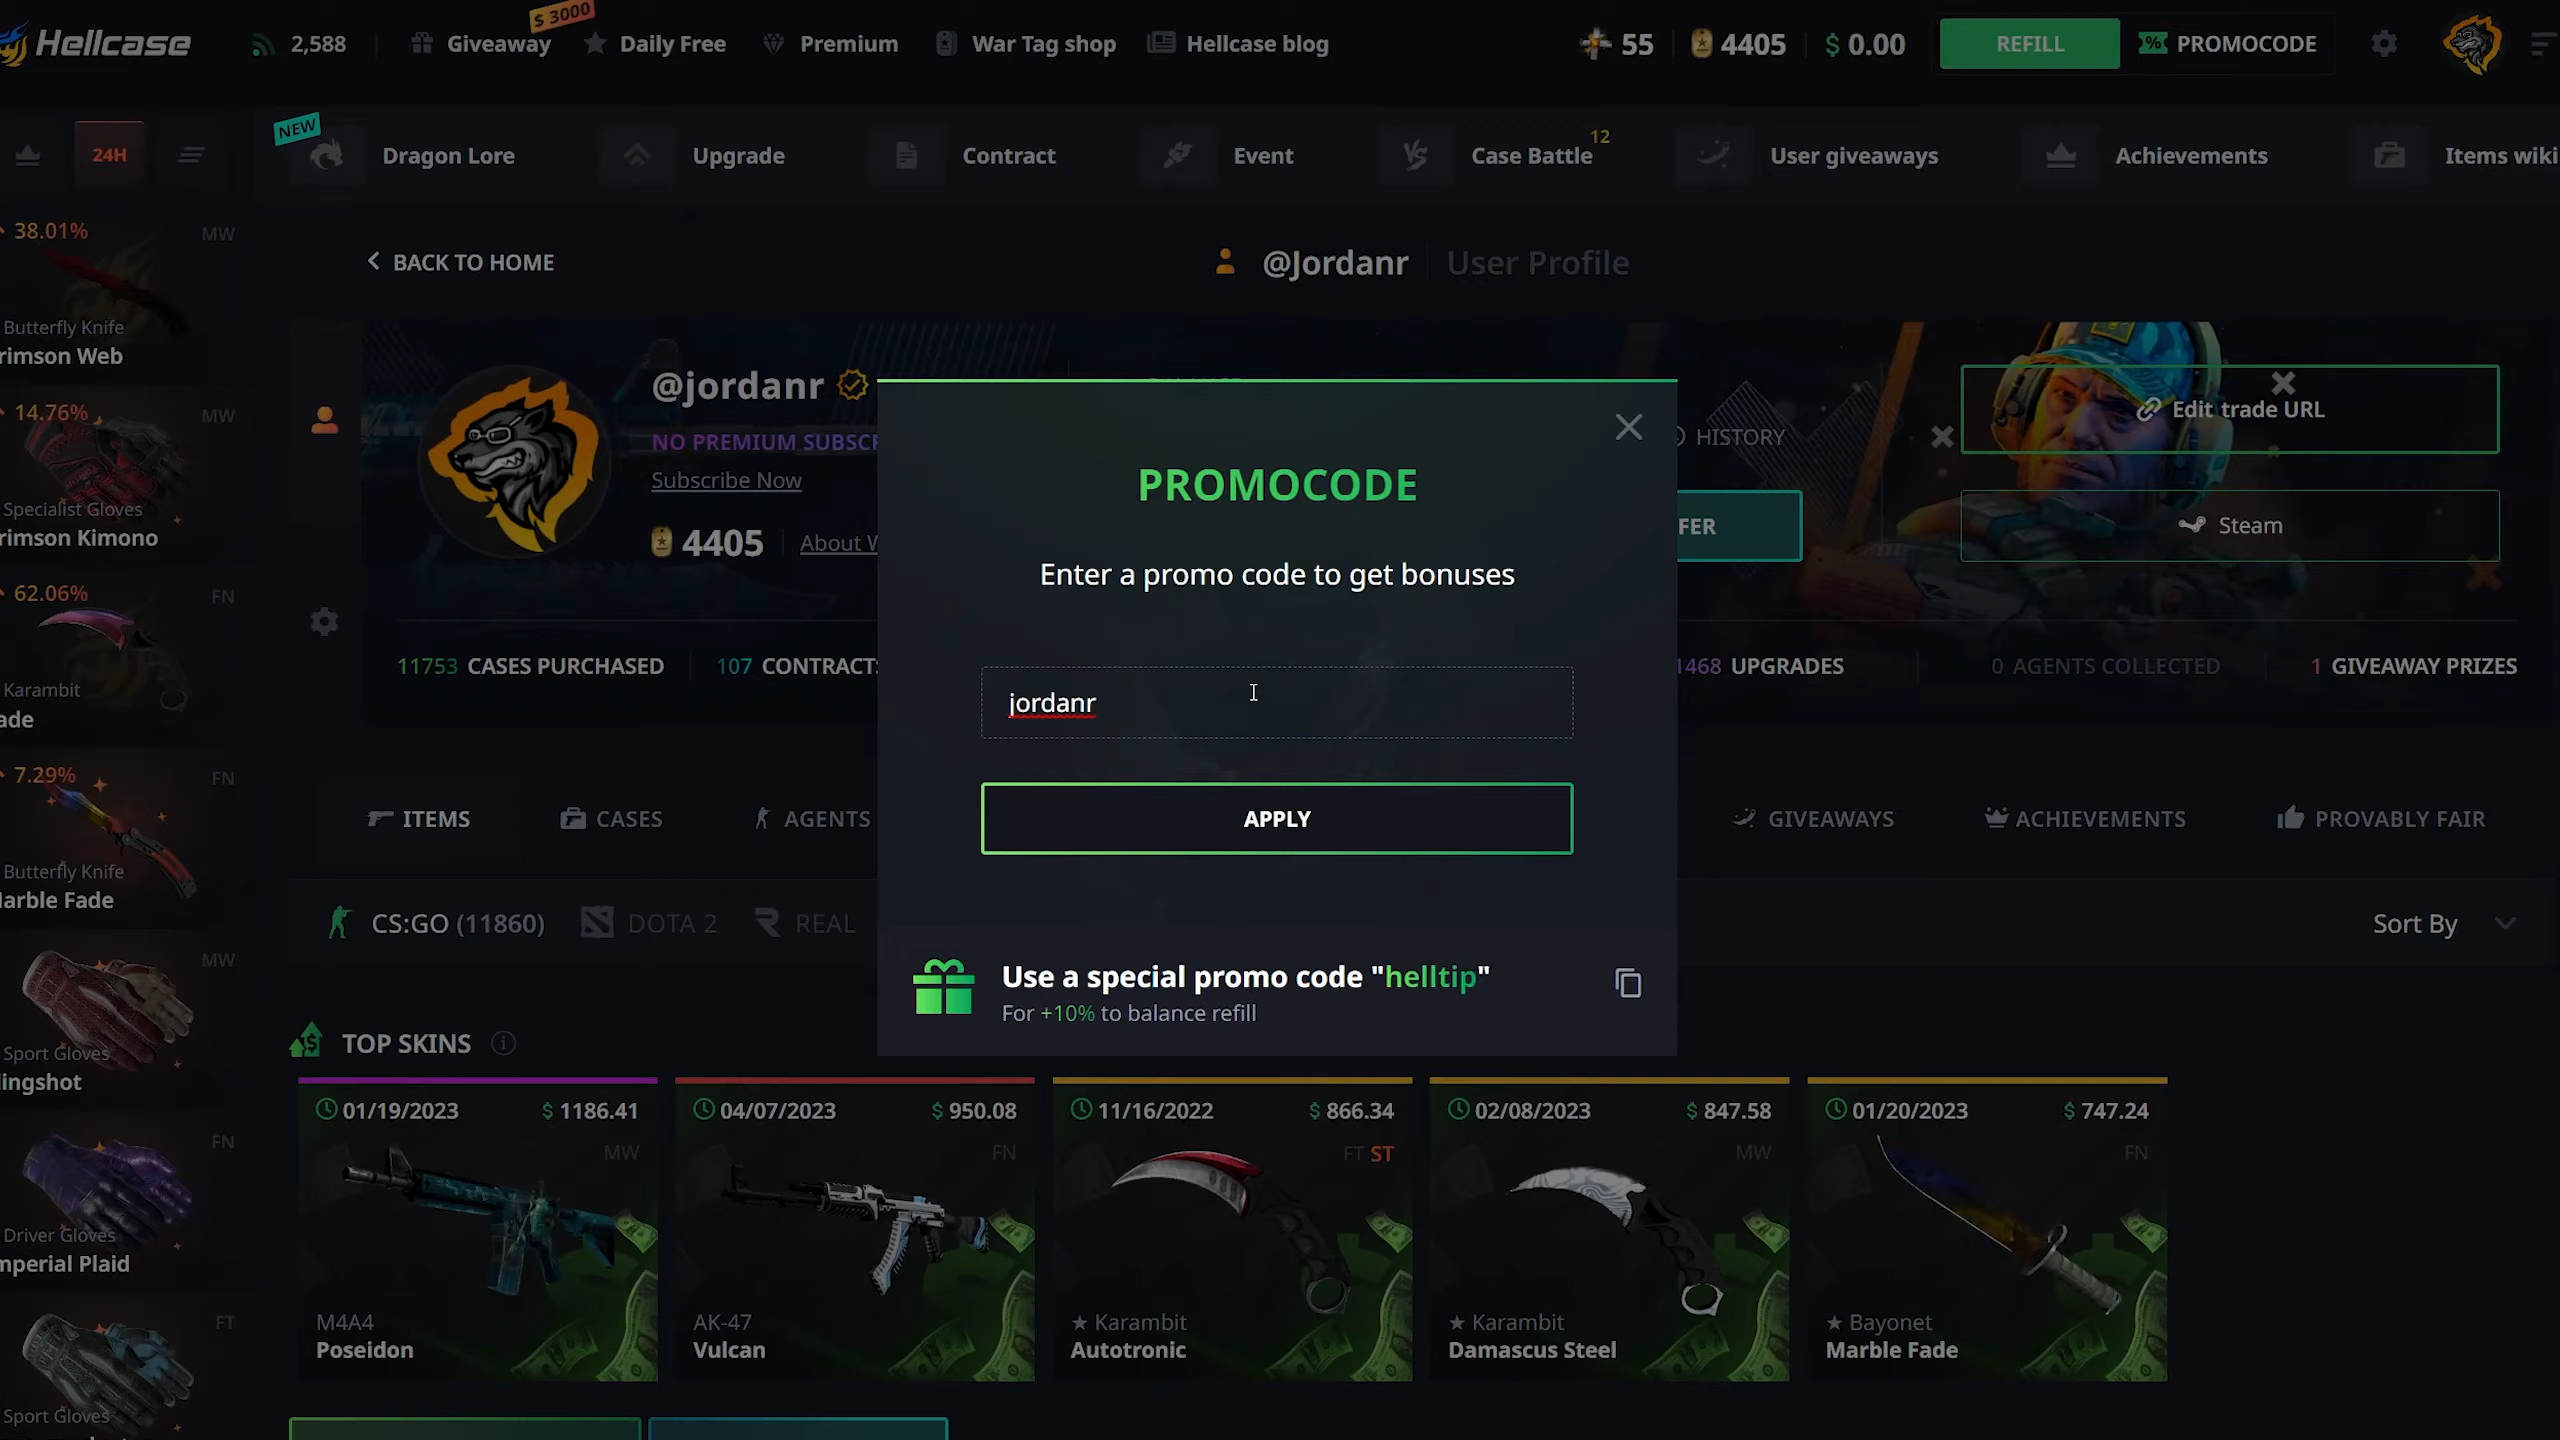 Hellcase
2,588
Giveaway
$ 3000
Daily Free
Premium
War Tag shop
Hellcase blog
55
4405
$ 0.00
REFILL
PROMOCODE
24H
NEW
Dragon Lore
Upgrade
Contract
Event
Case Battle
12
User giveaways
Achievements
Items wiki
BACK TO HOME
@Jordanr
User Profile
38.01%
MW
Butterfly Knife
rimson Web
14.76%
MW
Specialist Gloves
rimson Kimono
62.06%
FN
Karambit
ade
7.29%
FN
Butterfly Knife
arble Fade
MW
Sport Gloves
lingshot
FN
Driver Gloves
mperial Plaid
FT
Sport Gloves
@jordanr
NO PREMIUM SUBSCR
Subscribe Now
4405
About W
HISTORY
FER
Edit trade URL
Steam
11753 CASES PURCHASED
107 CONTRACTS
1468 UPGRADES
0 AGENTS COLLECTED
1 GIVEAWAY PRIZES
PROMOCODE
Enter a promo code to get bonuses
jordanr
APPLY
Use a special promo code "helltip"
For +10% to balance refill
ITEMS
CASES
AGENTS
GIVEAWAYS
ACHIEVEMENTS
PROVABLY FAIR
CS:GO (11860)
DOTA 2
REAL
Sort By
TOP SKINS
01/19/2023
$ 1186.41
MW
M4A4
Poseidon
04/07/2023
$ 950.08
FN
AK-47
Vulcan
11/16/2022
$ 866.34
FT ST
★ Karambit
Autotronic
02/08/2023
$ 847.58
MW
★ Karambit
Damascus Steel
01/20/2023
$ 747.24
FN
★ Bayonet
Marble Fade